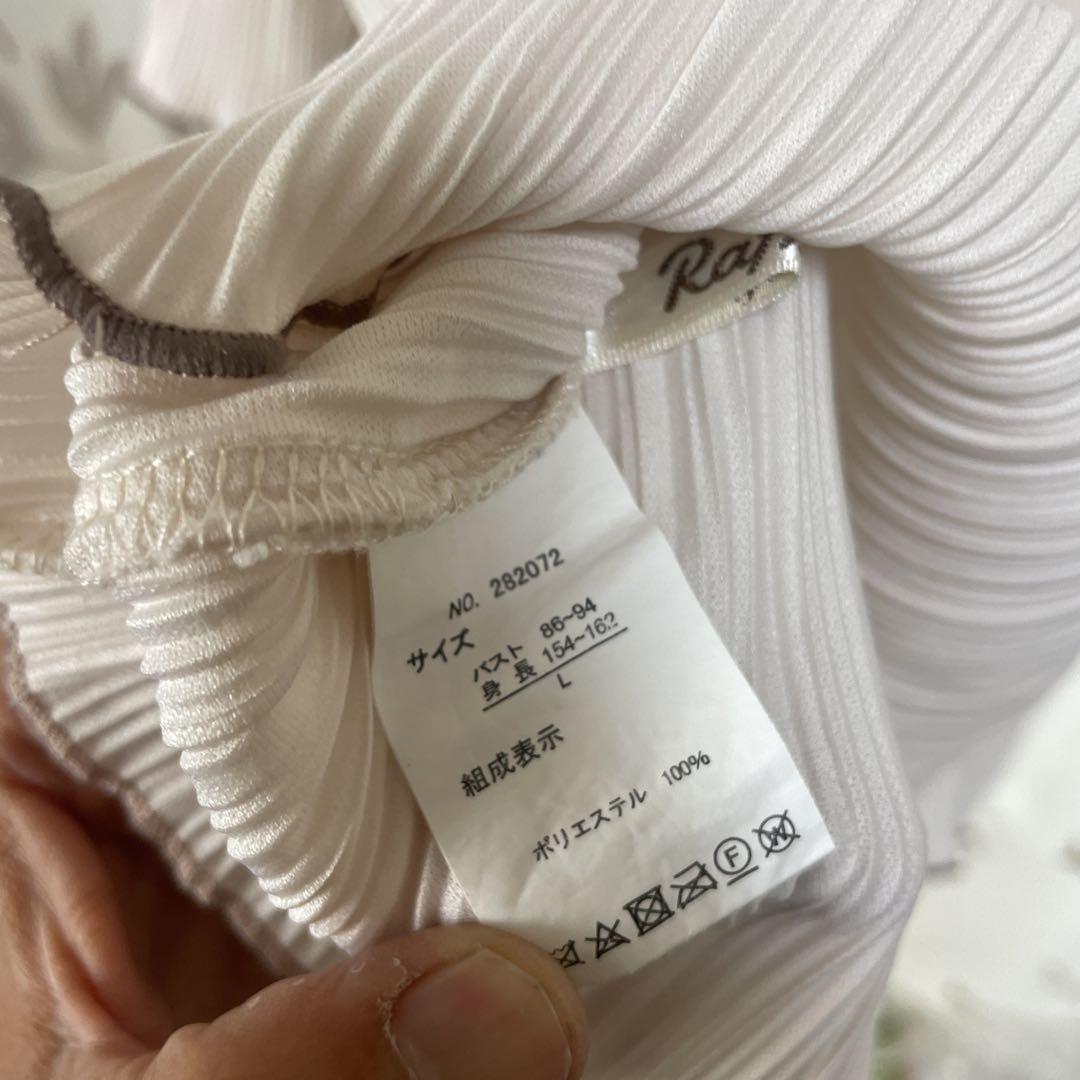 NO. 282072
サイズ
バスト 86~94
身長 154~162
L
組成表示
ポリエステル 100%
F
W